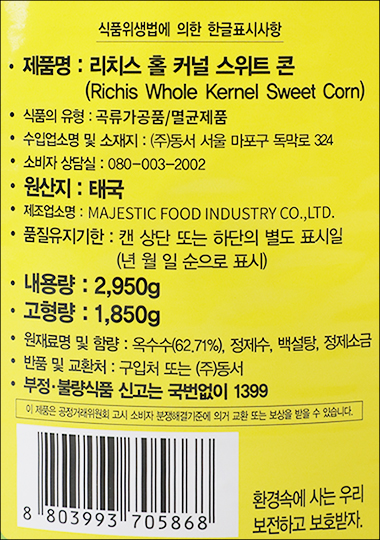 식품위생법에 의한 한글표시사항
• 제품명 : 리치스 홀 커널 스위트 콘
(Richis Whole Kernel Sweet Corn)
• 식품의 유형 : 곡류가공품/멸균제품
• 수입업소명 및 소재지 : (주)동서 서울 마포구 독막로 324
• 소비자 상담실 : 080-003-2002
• 원산지 : 태국
• 제조업소명 : MAJESTIC FOOD INDUSTRY CO.,LTD.
• 품질유지기한 : 캔 상단 또는 하단의 별도 표시일
(년 월 일 순으로 표시)
• 내용량 : 2,950g
• 고형량 : 1,850g
• 원재료명 및 함량 : 옥수수(62.71%), 정제수, 백설탕, 정제소금
• 반품 및 교환처 : 구입처 또는 (주)동서
• 부정·불량식품 신고는 국번없이 1399
이 제품은 공정거래위원회 고시 소비자 분쟁해결기준에 의거 교환 또는 보상을 받을 수 있습니다.
8 803993 705868
환경속에 사는 우리
보전하고 보호받자.